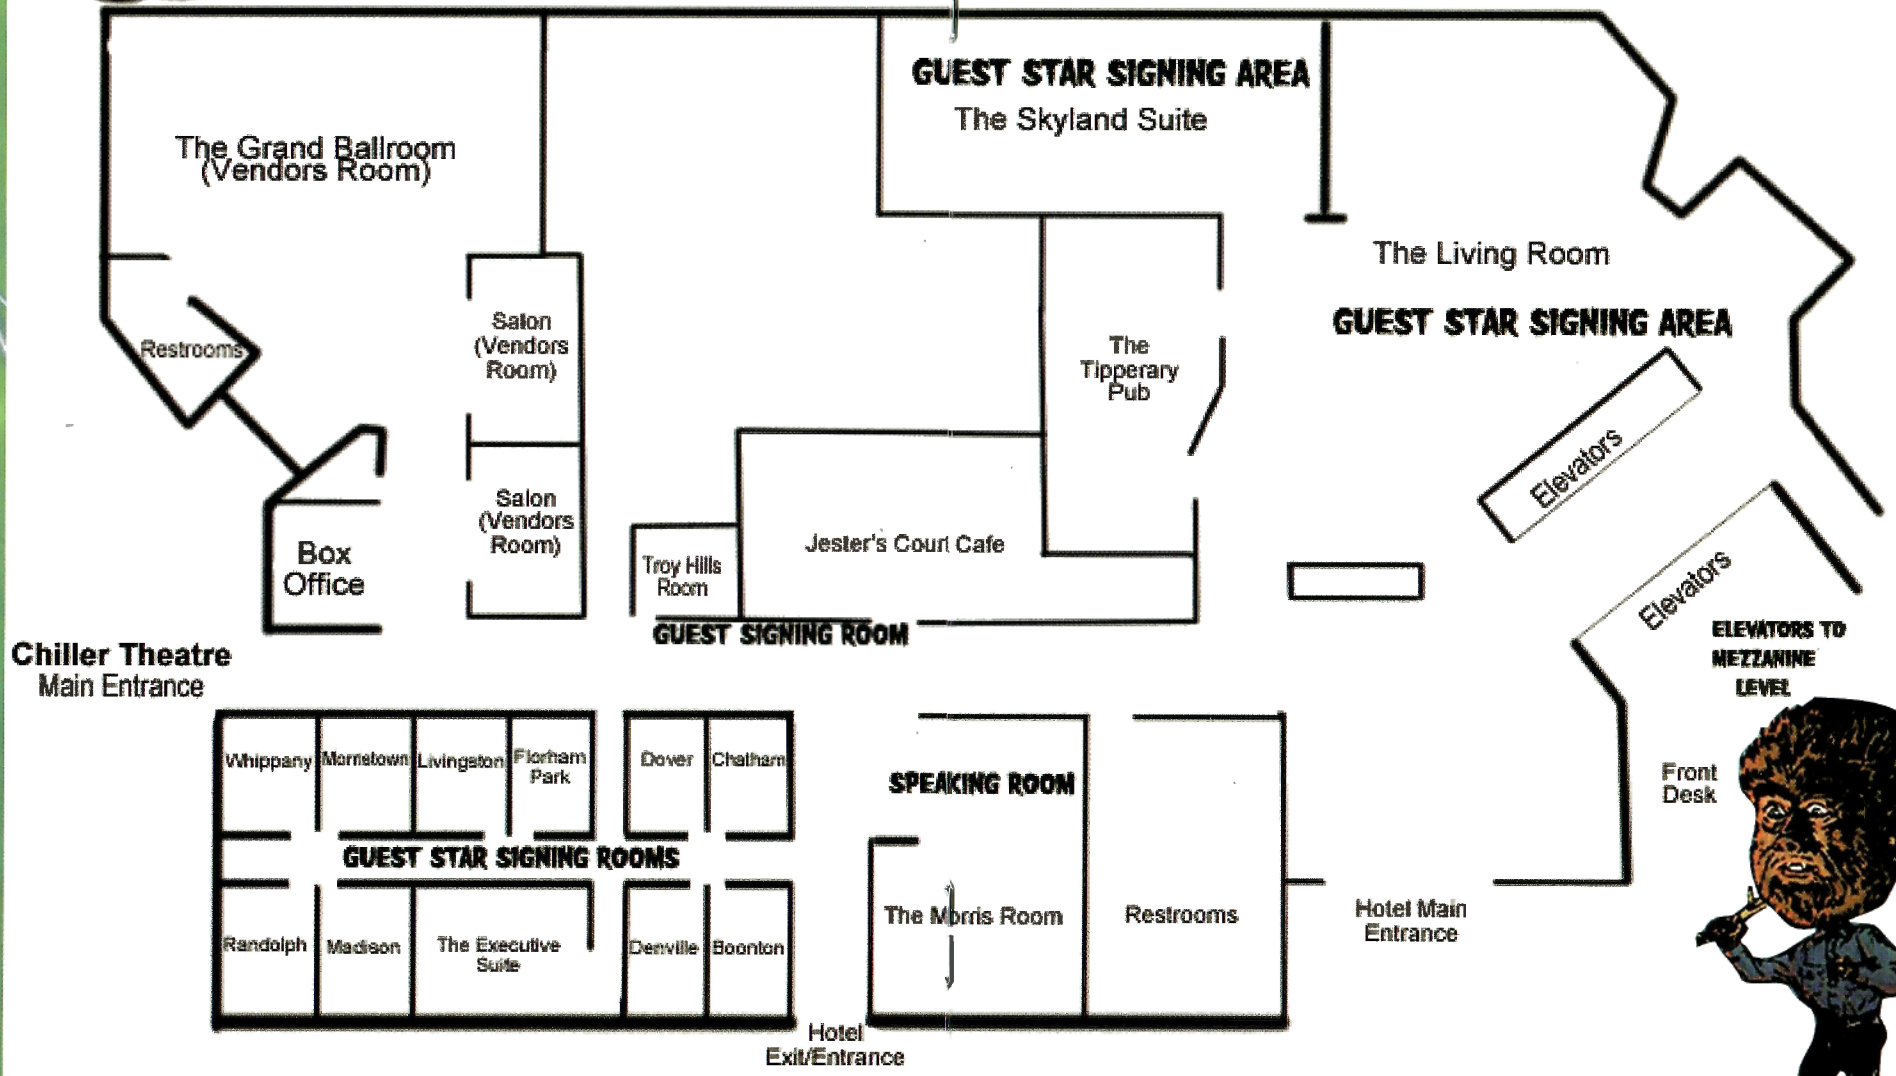 GUEST STAR SIGNING AREA
The Skyland Suite
The Grand Ballroom
(Vendors Room)
The Living Room
GUEST STAR SIGNING AREA
Restrooms
Salon
(Vendors
Room)
The
Tipperary
Pub
Elevators
Salon
(Vendors
Room)
Box
Office
Troy Hills
Room
Jester's Court Cafe
Elevators
GUEST SIGNING ROOM
ELEVATORS TO
MEZZANINE
LEVEL
Chiller Theatre
Main Entrance
Whippany
Morristown
Livingston
Florham
Park
Dover
Chatham
SPEAKING ROOM
Front
Desk
GUEST STAR SIGNING ROOMS
Randolph
Madison
The Executive
Suite
Denville
Boonton
The Morris Room
Restrooms
Hotel Main
Entrance
Hotel
Exit/Entrance